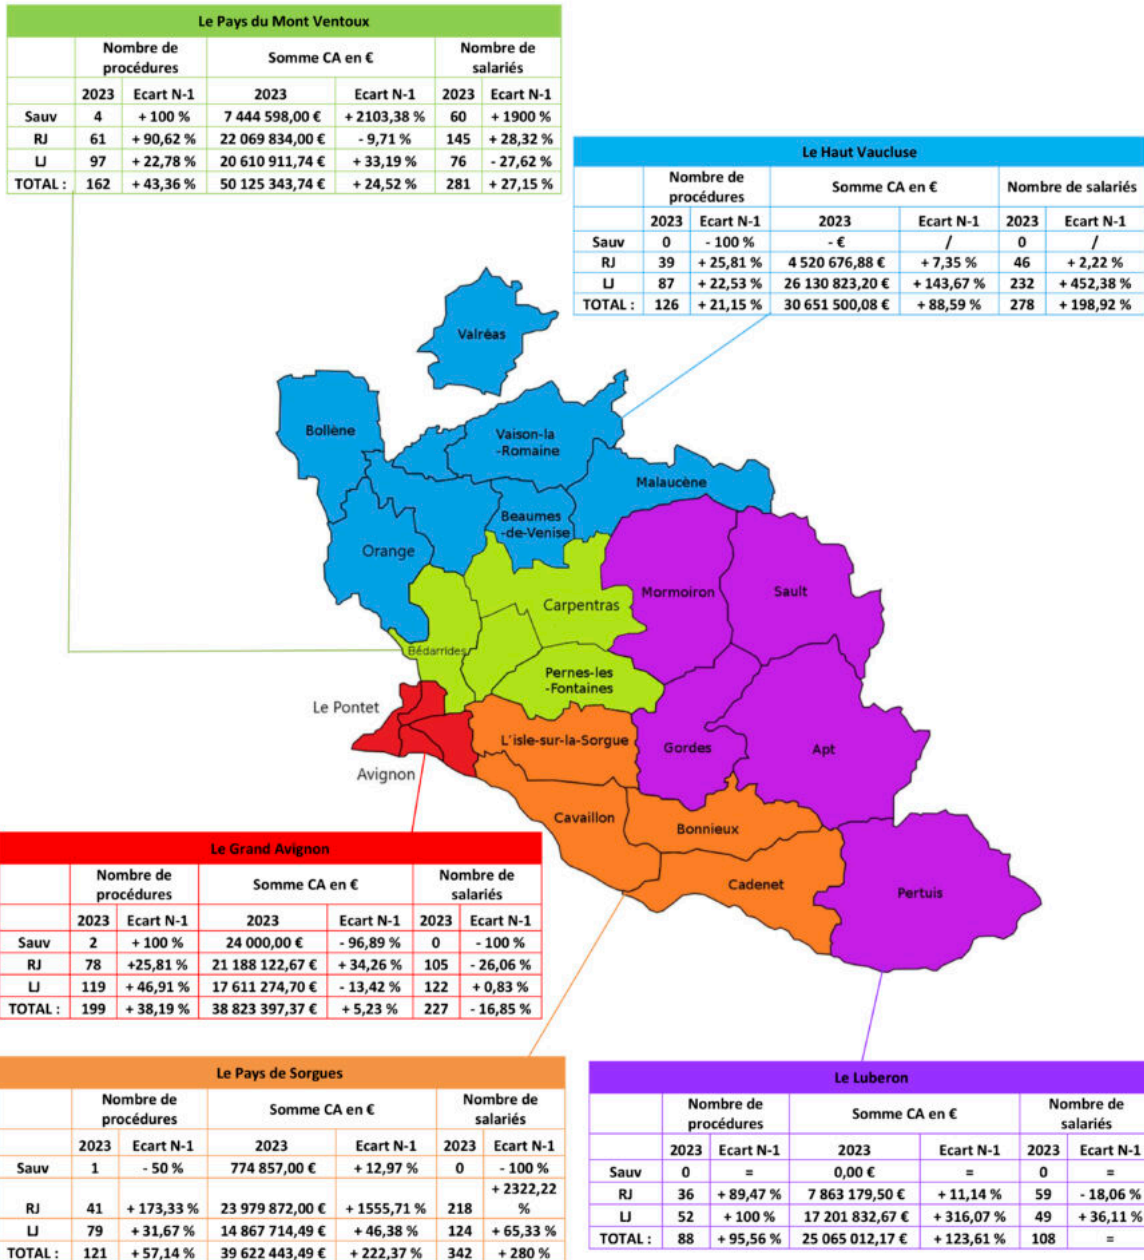 Le Pays du Mont Ventoux
Nombre de procédures Somme CA en € Nombre de salariés
2023 Ecart N-1 2023 Ecart N-1 2023 Ecart N-1
Sauv 4 + 100 % 7 444 598,00 € + 2103,38 % 60 + 1900 %
RJ 61 + 90,62 % 22 069 834,00 € - 9,71 % 145 + 28,32 %
LJ 97 + 22,78 % 20 610 911,74 € + 33,19 % 76 - 27,62 %
TOTAL : 162 + 43,36 % 50 125 343,74 € + 24,52 % 281 + 27,15 %
Le Haut Vaucluse
Nombre de procédures Somme CA en € Nombre de salariés
2023 Ecart N-1 2023 Ecart N-1 2023 Ecart N-1
Sauv 0 - 100 % - € / 0 /
RJ 39 + 25,81 % 4 520 676,88 € + 7,35 % 46 + 2,22 %
LJ 87 + 22,53 % 26 130 823,20 € + 143,67 % 232 + 452,38 %
TOTAL : 126 + 21,15 % 30 651 500,08 € + 88,59 % 278 + 198,92 %
Valréas
Bollène
Vaison-la
-Romaine
Malaucène
Beaumes
-de-Venise
Orange
Mormoiron
Sault
Carpentras
Bédarrides
Pernes-les
-Fontaines
Le Pontet
L'isle-sur-la-Sorgue
Gordes
Apt
Avignon
Cavaillon
Bonnieux
Cadenet
Pertuis
Le Grand Avignon
Nombre de procédures Somme CA en € Nombre de salariés
2023 Ecart N-1 2023 Ecart N-1 2023 Ecart N-1
Sauv 2 + 100 % 24 000,00 € - 96,89 % 0 - 100 %
RJ 78 +25,81 % 21 188 122,67 € + 34,26 % 105 - 26,06 %
LJ 119 + 46,91 % 17 611 274,70 € - 13,42 % 122 + 0,83 %
TOTAL : 199 + 38,19 % 38 823 397,37 € + 5,23 % 227 - 16,85 %
Le Pays de Sorgues
Nombre de procédures Somme CA en € Nombre de salariés
2023 Ecart N-1 2023 Ecart N-1 2023 Ecart N-1
Sauv 1 - 50 % 774 857,00 € + 12,97 % 0 - 100 %
RJ 41 + 173,33 % 23 979 872,00 € + 1555,71 % 218 + 2322,22 %
LJ 79 + 31,67 % 14 867 714,49 € + 46,38 % 124 + 65,33 %
TOTAL : 121 + 57,14 % 39 622 443,49 € + 222,37 % 342 + 280 %
Le Luberon
Nombre de procédures Somme CA en € Nombre de salariés
2023 Ecart N-1 2023 Ecart N-1 2023 Ecart N-1
Sauv 0 = 0,00 € = 0 =
RJ 36 + 89,47 % 7 863 179,50 € + 11,14 % 59 - 18,06 %
LJ 52 + 100 % 17 201 832,67 € + 316,07 % 49 + 36,11 %
TOTAL : 88 + 95,56 % 25 065 012,17 € + 123,61 % 108 =